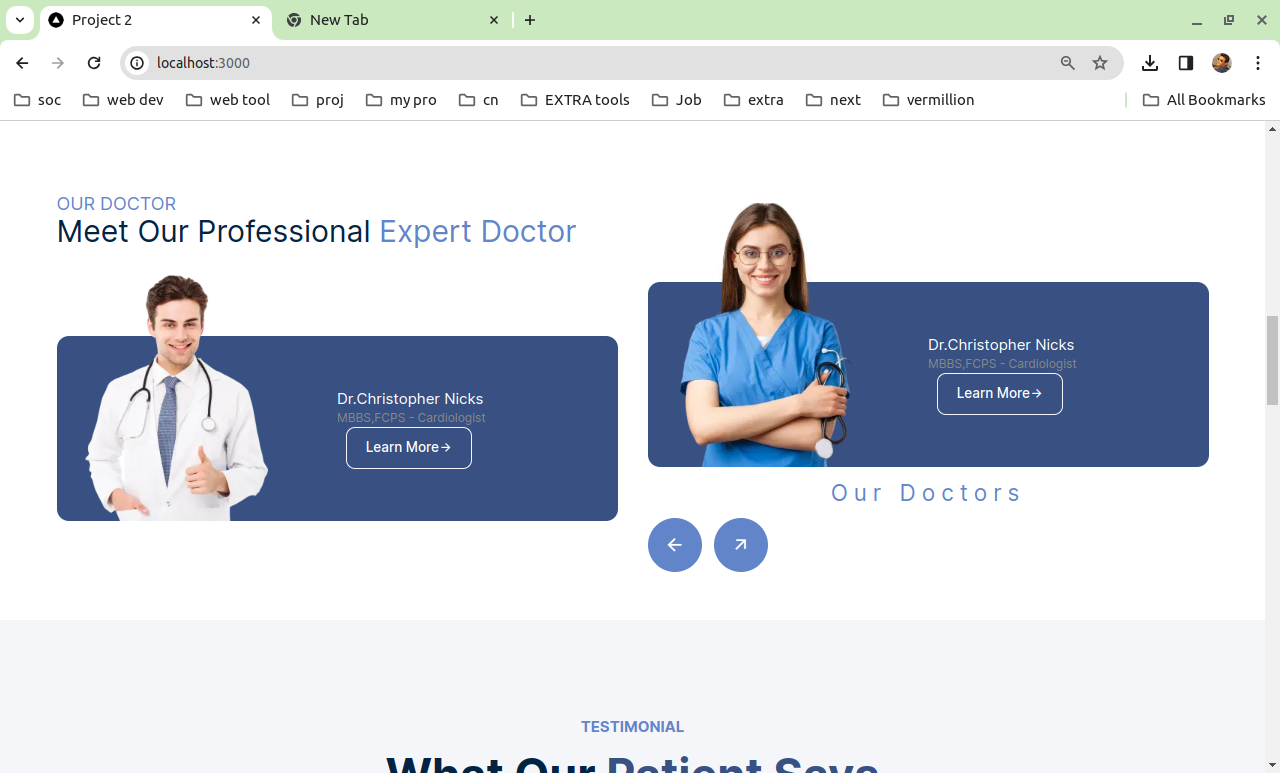 Project 2
New Tab
localhost:3000
soc
web dev
web tool
proj
my pro
cn
EXTRA tools
Job
extra
next
vermillion
All Bookmarks
OUR DOCTOR
Meet Our Professional Expert Doctor
Dr.Christopher Nicks
MBBS,FCPS - Cardiologist
Learn More
Dr.Christopher Nicks
MBBS,FCPS - Cardiologist
Learn More
Our Doctors
TESTIMONIAL
What Our Patient Says